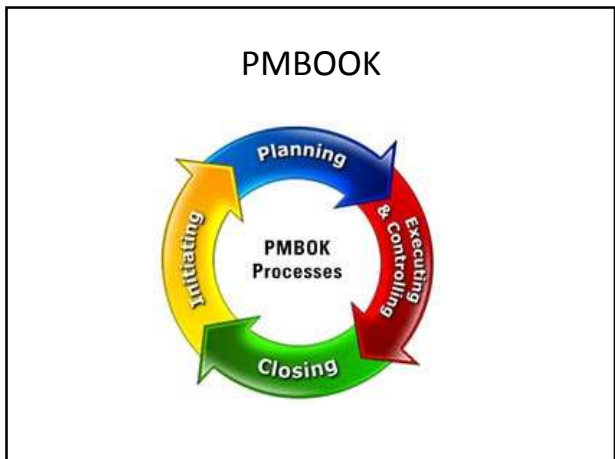 PMBOOK
Planning
Executing
& Controlling
Closing
Initiating
PMBOK
Processes